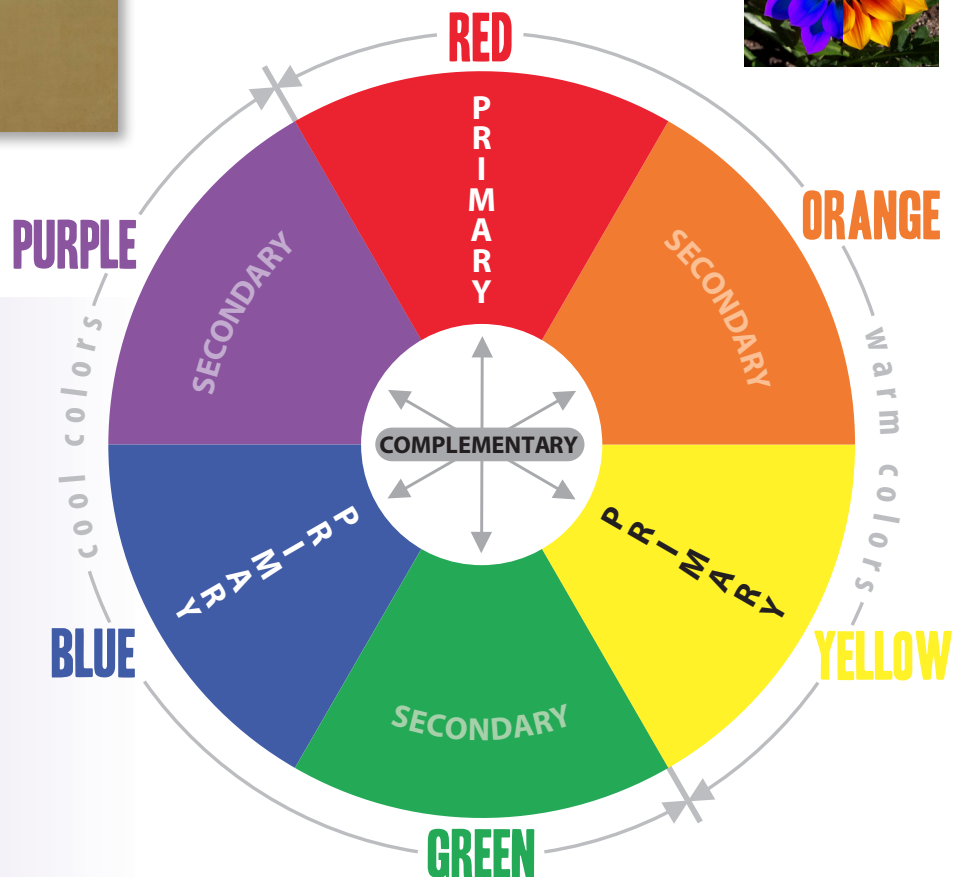 RED
PRIMARY
ORANGE
SECONDARY
warm colors
YELLOW
PRIMARY
GREEN
SECONDARY
BLUE
PRIMARY
cool colors
PURPLE
SECONDARY
COMPLEMENTARY